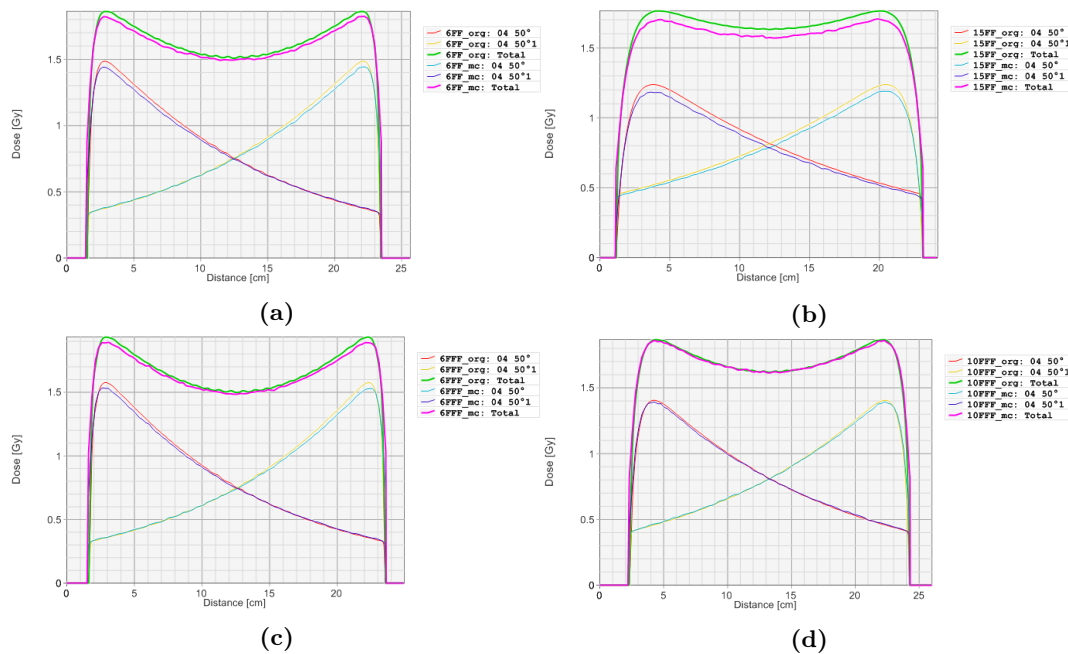 1.5
1
0.5
0
Dose [Gy]
0 5 10 15 20 25
Distance [cm]
6FF_org: 04 50°
6FF_org: 04 50°1
6FF_org: Total
6FF_mc: 04 50°
6FF_mc: 04 50°1
6FF_mc: Total
(a)
1.5
1
0.5
0
Dose [Gy]
0 5 10 15 20
Distance [cm]
15FF_org: 04 50°
15FF_org: 04 50°1
15FF_org: Total
15FF_mc: 04 50°
15FF_mc: 04 50°1
15FF_mc: Total
(b)
1.5
1
0.5
0
Dose [Gy]
0 5 10 15 20
Distance [cm]
6FFF_org: 04 50°
6FFF_org: 04 50°1
6FFF_org: Total
6FFF_mc: 04 50°
6FFF_mc: 04 50°1
6FFF_mc: Total
(c)
1.5
1
0.5
0
Dose [Gy]
0 5 10 15 20 25
Distance [cm]
10FFF_org: 04 50°
10FFF_org: 04 50°1
10FFF_org: Total
10FFF_mc: 04 50°
10FFF_mc: 04 50°1
10FFF_mc: Total
(d)